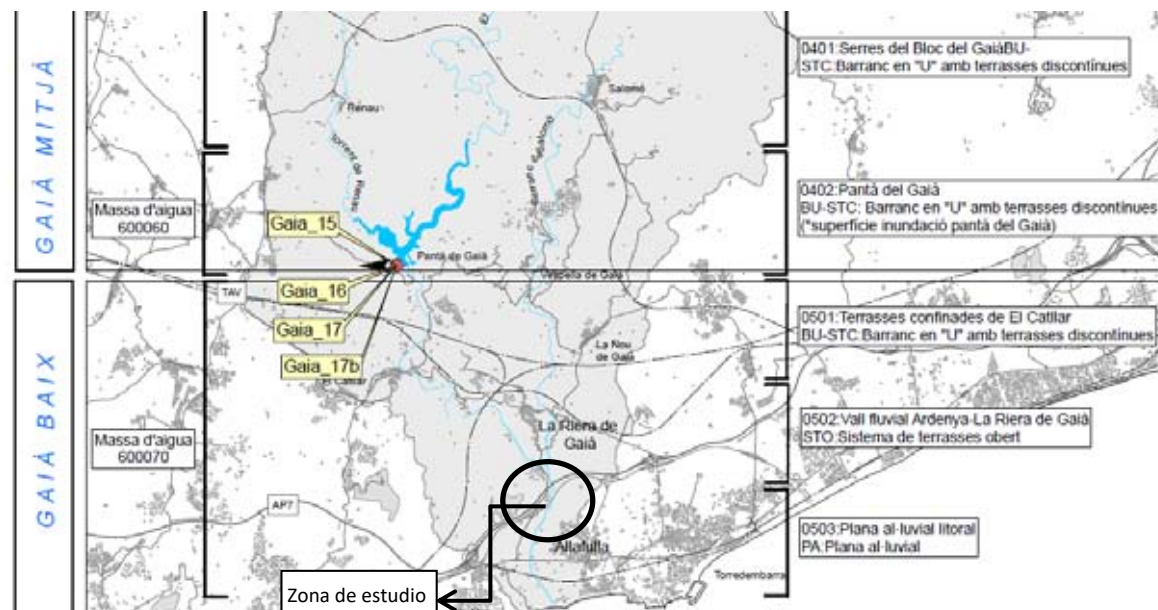 GAIÀ MITJÀ
GAIÀ BAIX
Massa d'aigua
600060
Massa d'aigua
600070
Renau
Torrent de Renau
Salomó
Gaia_15
Pantà de Gaià
Gaia_16
Gaia_17
Gaia_17b
TAV
Vespella de Gaià
La Nou
de Gaià
El Catllar
La Riera de
Gaià
AP7
Altafulla
Torredembarra
Zona de estudio
0401:Serres del Bloc del GaiàBU-
STC:Barranc en "U" amb terrasses discontínues
0402:Pantà del Gaià
BU-STC: Barranc en "U" amb terrasses discontínues
(*superfície inundació pantà del Gaià)
0501:Terrasses confinades de El Catllar
BU-STC:Barranc en "U" amb terrasses discontínues
0502:Vall fluvial Ardenya-La Riera de Gaià
STO:Sistema de terrasses obert
0503:Plana al·luvial litoral
PA:Plana al·luvial